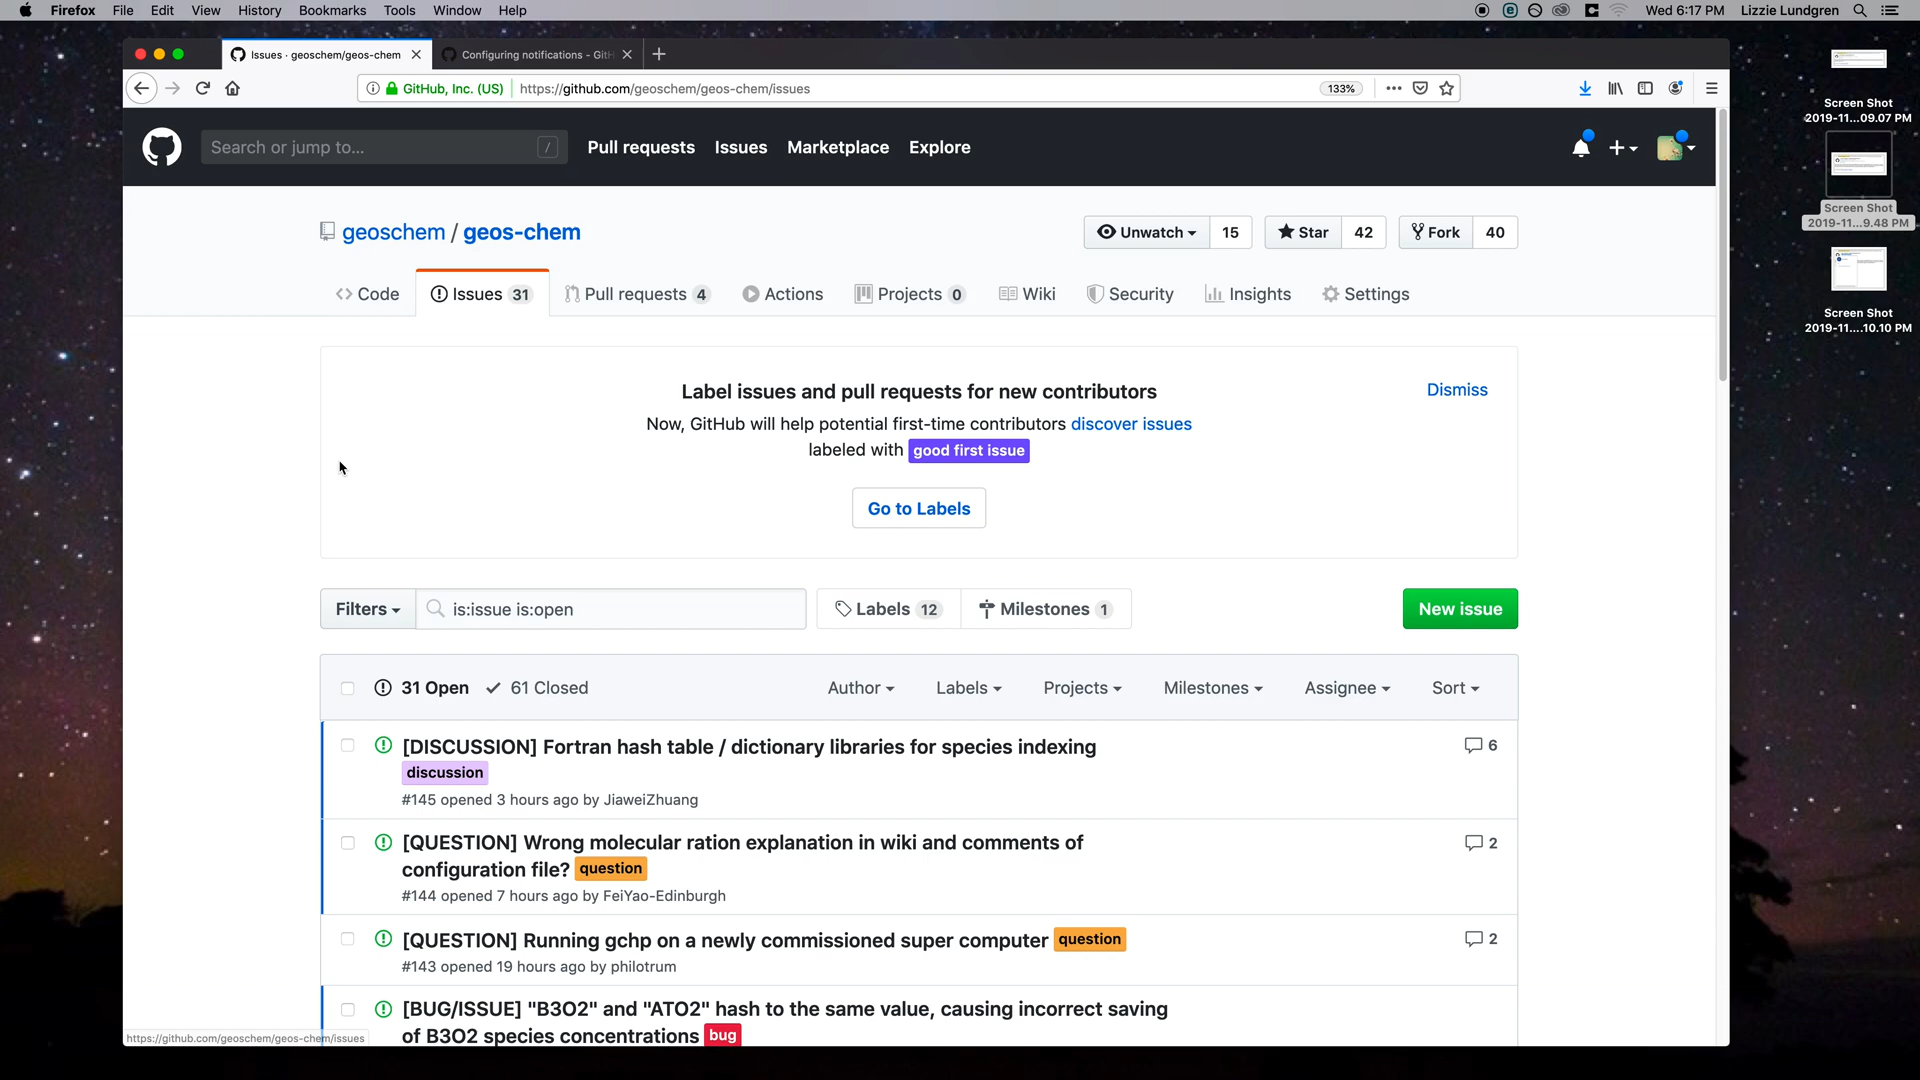 Firefox File Edit View History Bookmarks Tools Window Help Wed 6:17 PM Lizzie Lundgren
Issues · geoschem/geos-chem Configuring notifications - GitH
GitHub, Inc. (US) https://github.com/geoschem/geos-chem/issues 133%
Search or jump to... / Pull requests Issues Marketplace Explore
geoschem / geos-chem Unwatch 15 Star 42 Fork 40
Code Issues 31 Pull requests 4 Actions Projects 0 Wiki Security Insights Settings
Label issues and pull requests for new contributors Dismiss
Now, GitHub will help potential first-time contributors discover issues
labeled with good first issue
Go to Labels
Filters is:issue is:open Labels 12 Milestones 1 New issue
31 Open 61 Closed Author Labels Projects Milestones Assignee Sort
[DISCUSSION] Fortran hash table / dictionary libraries for species indexing 6
discussion
#145 opened 3 hours ago by JiaweiZhuang
[QUESTION] Wrong molecular ration explanation in wiki and comments of 2
configuration file? question
#144 opened 7 hours ago by FeiYao-Edinburgh
[QUESTION] Running gchp on a newly commissioned super computer question 2
#143 opened 19 hours ago by philotrum
[BUG/ISSUE] "B3O2" and "ATO2" hash to the same value, causing incorrect saving
of B3O2 species concentrations bug
https://github.com/geoschem/geos-chem/issues
Screen Shot
2019-11...09.07 PM
Screen Shot
2019-11...9.48 PM
Screen Shot
2019-11....10.10 PM